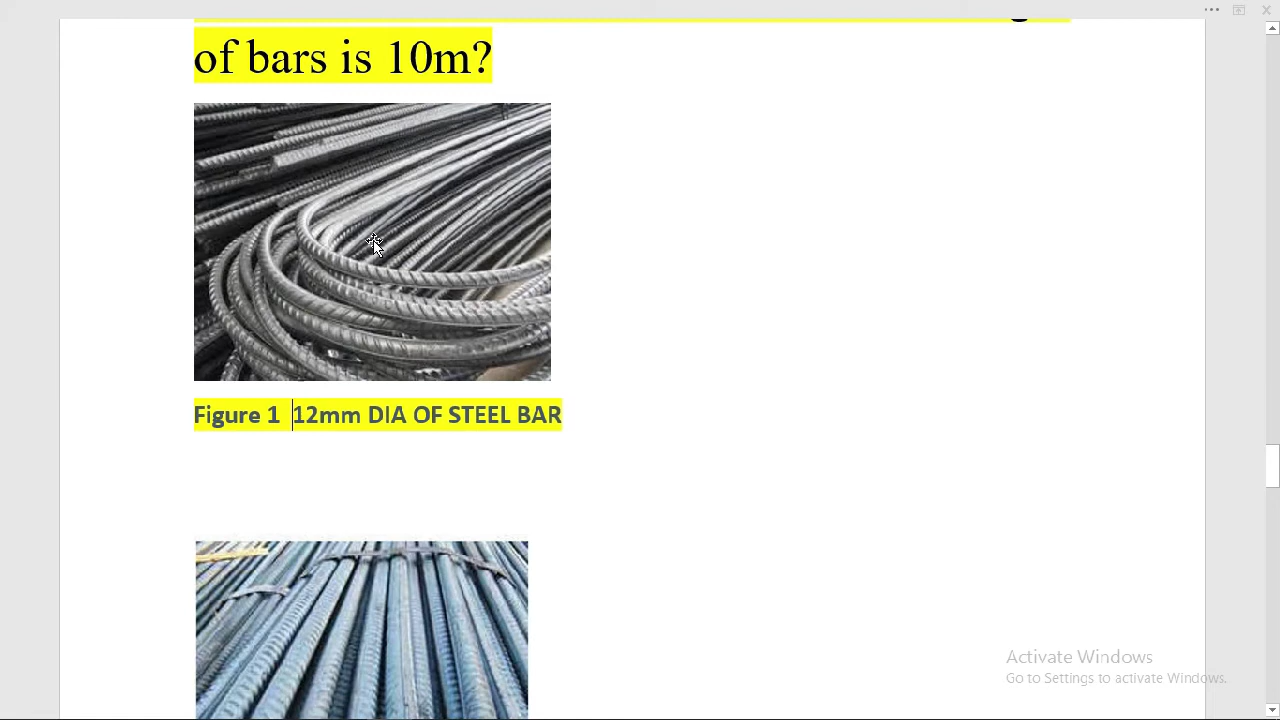 of bars is 10m?
Figure 1 12mm DIA OF STEEL BAR
Activate Windows
Go to Settings to activate Windows.